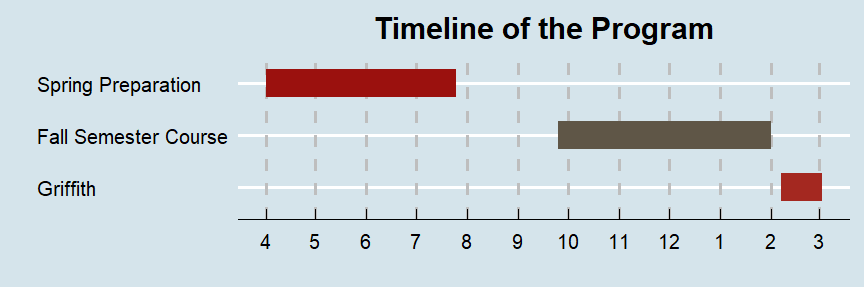 Timeline of the Program
Spring Preparation
Fall Semester Course
Griffith
4 5 6 7 8 9 10 11 12 1 2 3